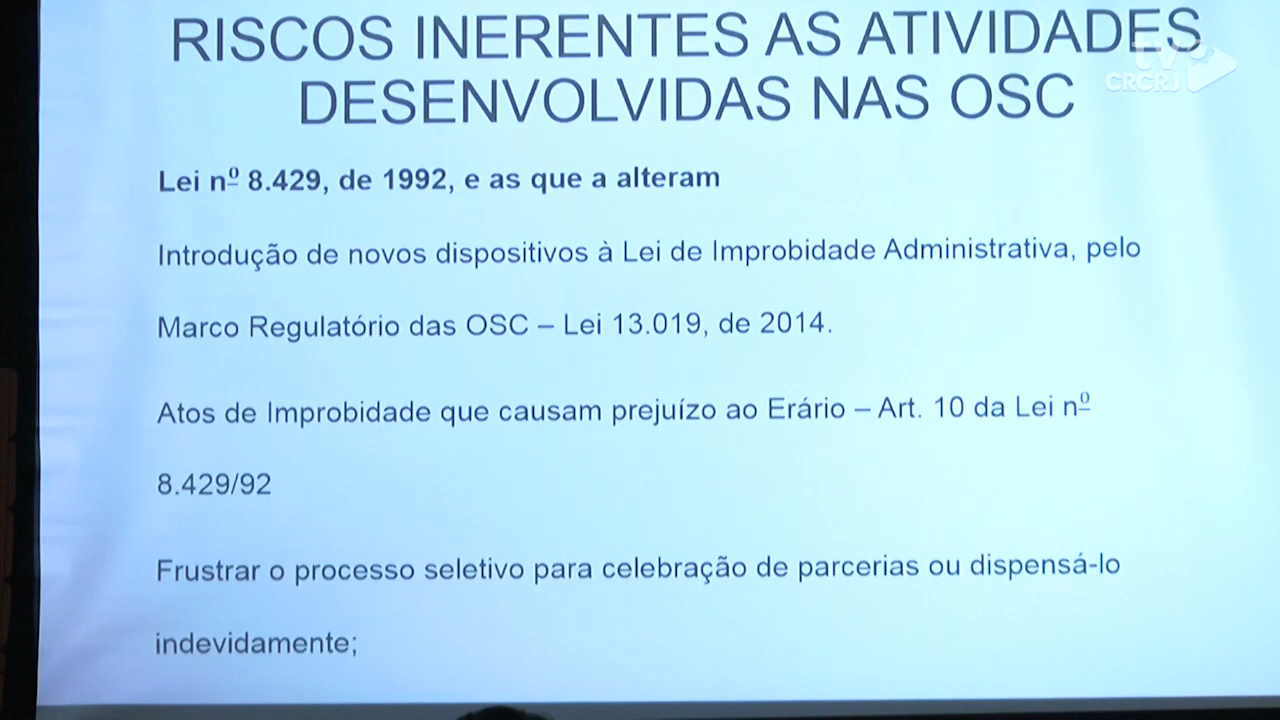 RISCOS INERENTES AS ATIVIDADES
DESENVOLVIDAS NAS OSC
tv
CRCRJ
Lei nº 8.429, de 1992, e as que a alteram
Introdução de novos dispositivos à Lei de Improbidade Administrativa, pelo
Marco Regulatório das OSC – Lei 13.019, de 2014.
Atos de Improbidade que causam prejuízo ao Erário – Art. 10 da Lei nº
8.429/92
Frustrar o processo seletivo para celebração de parcerias ou dispensá-lo
indevidamente;